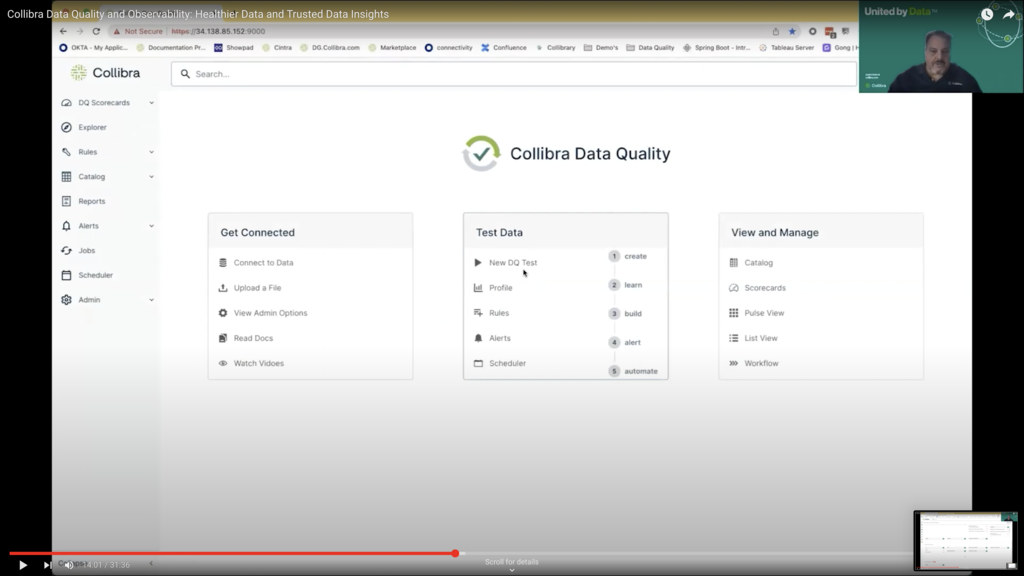 Collibra Data Quality and Observability: Healthier Data and Trusted Data Insights
United by Data™
Not Secure https://34.138.85.152:9000
OKTA - My Applic...
Documentation Pr...
Showpad
Cintra
DG.Collibra.com
Marketplace
connectivity
Confluence
Collibrary
Demo's
Data Quality
Spring Boot - Intr...
Tableau Server
Gong | H
Collibra
Search...
Collibra
DQ Scorecards
Explorer
Rules
Catalog
Reports
Alerts
Jobs
Scheduler
Admin
Collibra Data Quality
Get Connected
Connect to Data
Upload a File
View Admin Options
Read Docs
Watch Vidoes
Test Data
New DQ Test
Profile
Rules
Alerts
Scheduler
1 create
2 learn
3 build
4 alert
5 automate
View and Manage
Catalog
Scorecards
Pulse View
List View
Workflow
14:01 / 31:36
Scroll for details